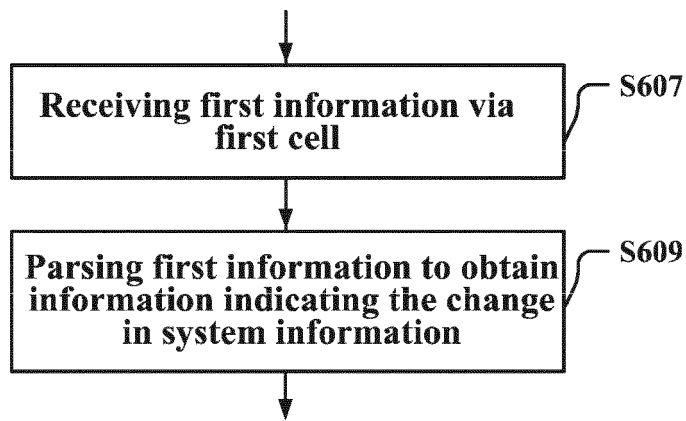 Receiving first information via
first cell
S607
Parsing first information to obtain
information indicating the change
in system information
S609